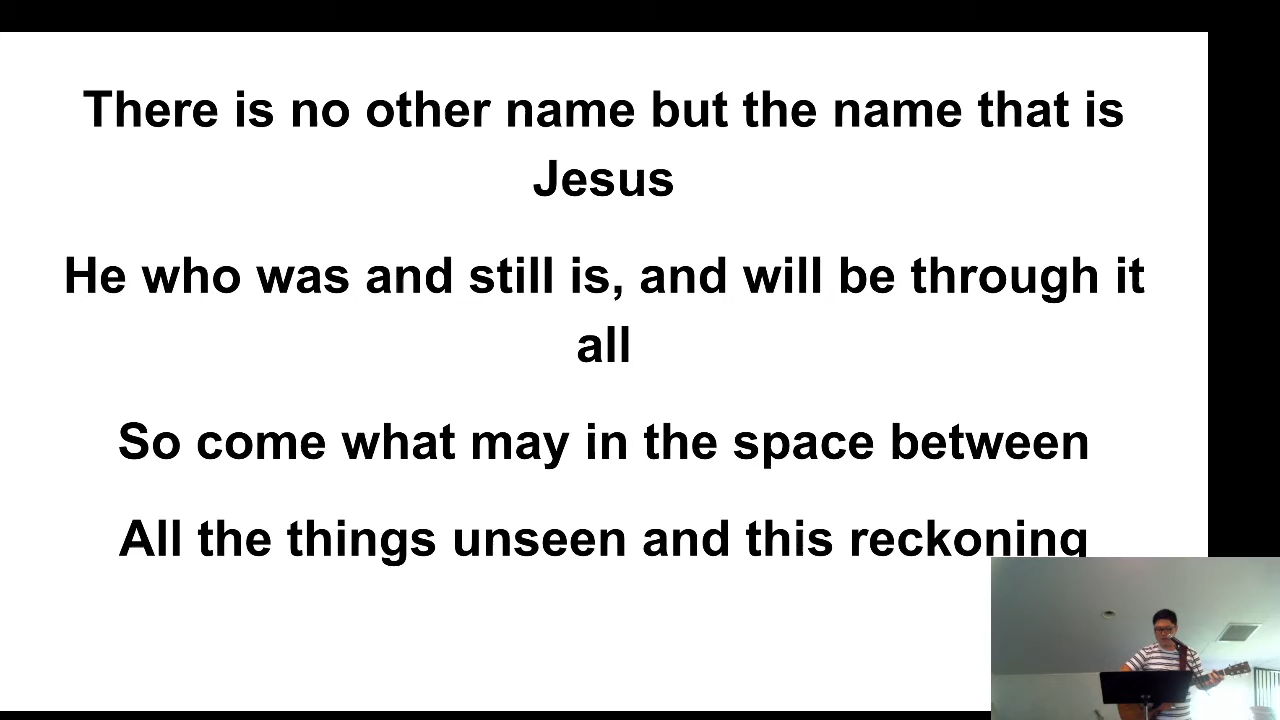 There is no other name but the name that is
Jesus
He who was and still is, and will be through it
all
So come what may in the space between
All the things unseen and this reckoning